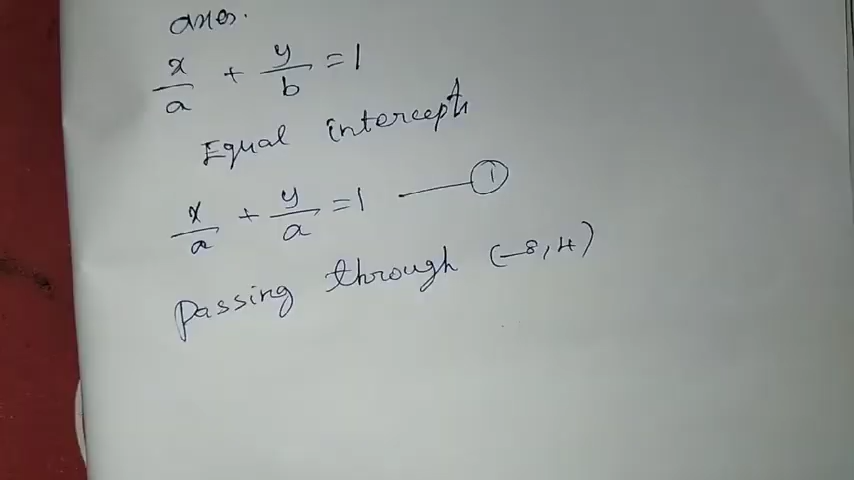 axes.
x/a + y/b = 1
Equal intercepts
x/a + y/a = 1 — ①
Passing through (-8, 4)